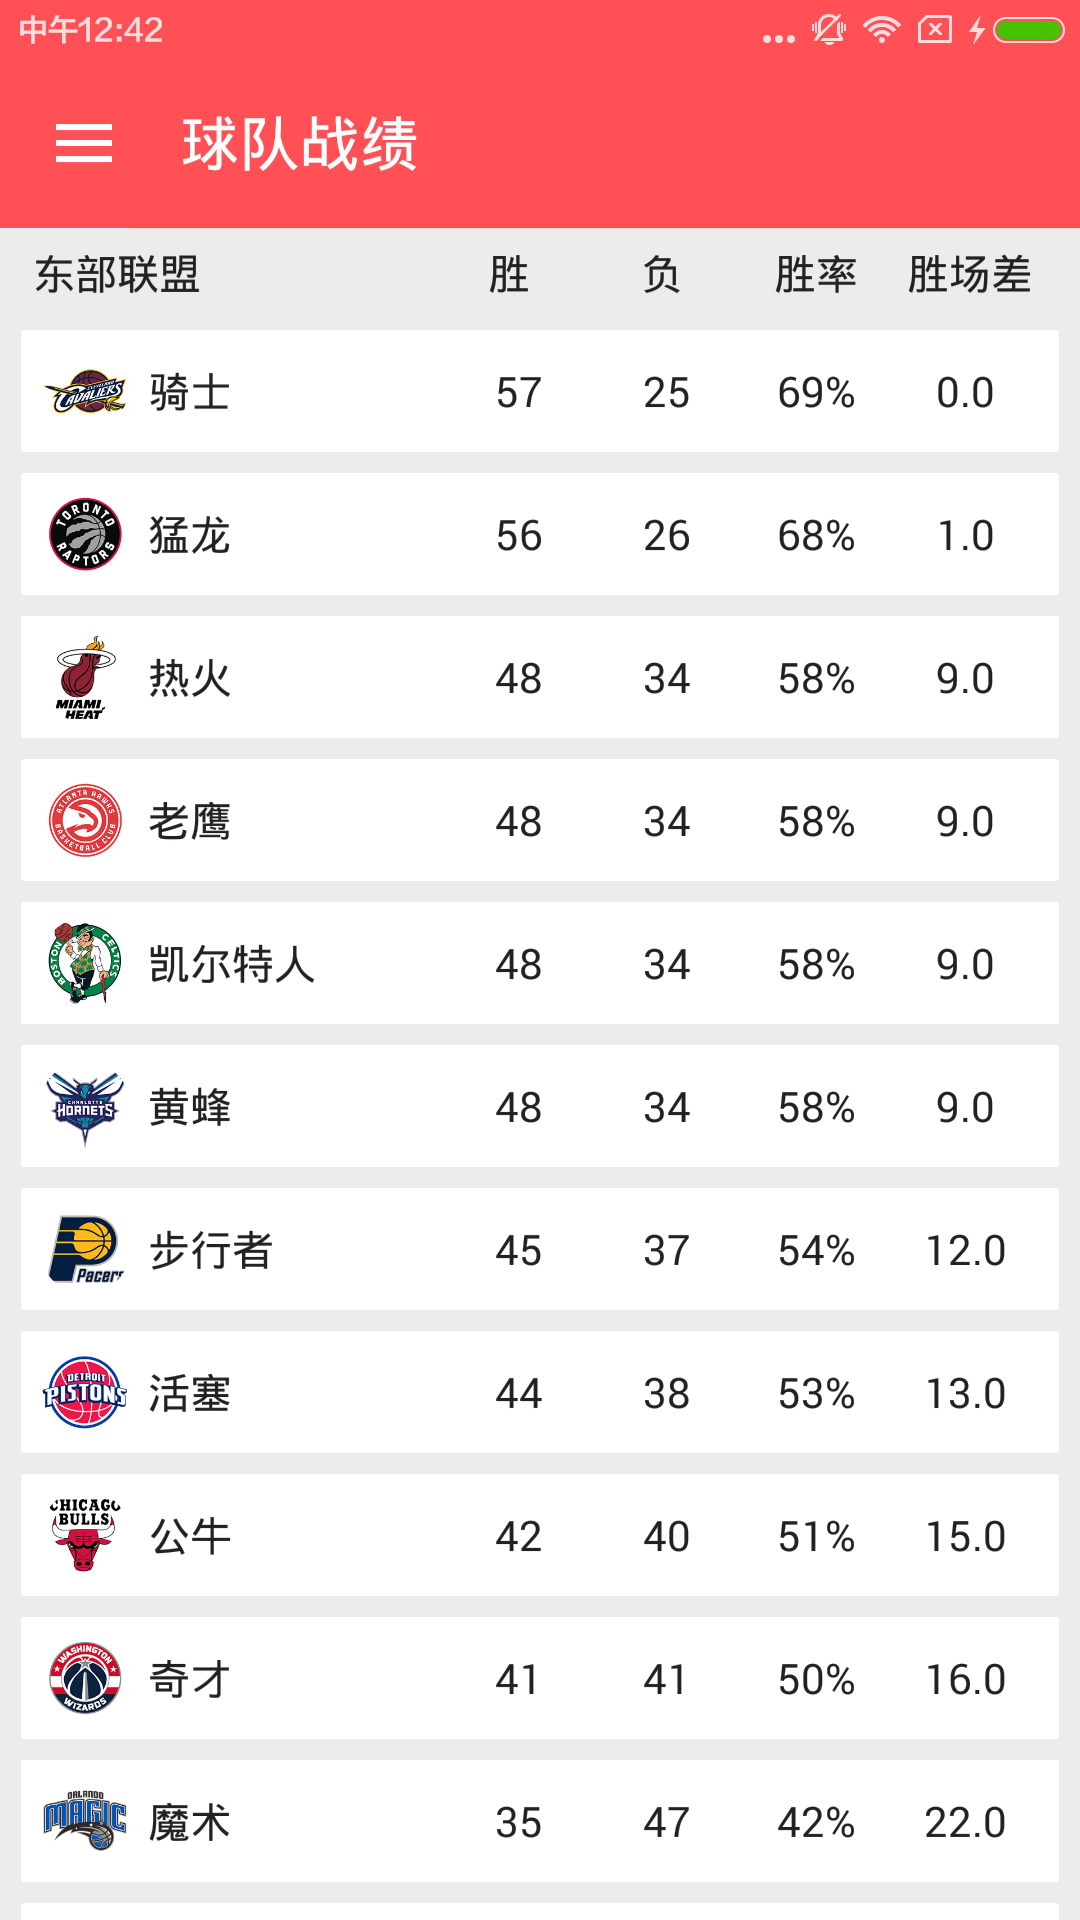 中午12:42
球队战绩
东部联盟 胜 负 胜率 胜场差
CAVALIERS 骑士 57 25 69% 0.0
TORONTO RAPTORS 猛龙 56 26 68% 1.0
MIAMI HEAT 热火 48 34 58% 9.0
ATLANTA HAWKS BASKETBALL CLUB 老鹰 48 34 58% 9.0
BOSTON CELTICS 凯尔特人 48 34 58% 9.0
CHARLOTTE HORNETS 黄蜂 48 34 58% 9.0
Pacers 步行者 45 37 54% 12.0
DETROIT PISTONS 活塞 44 38 53% 13.0
CHICAGO BULLS 公牛 42 40 51% 15.0
WASHINGTON WIZARDS 奇才 41 41 50% 16.0
ORLANDO MAGIC 魔术 35 47 42% 22.0